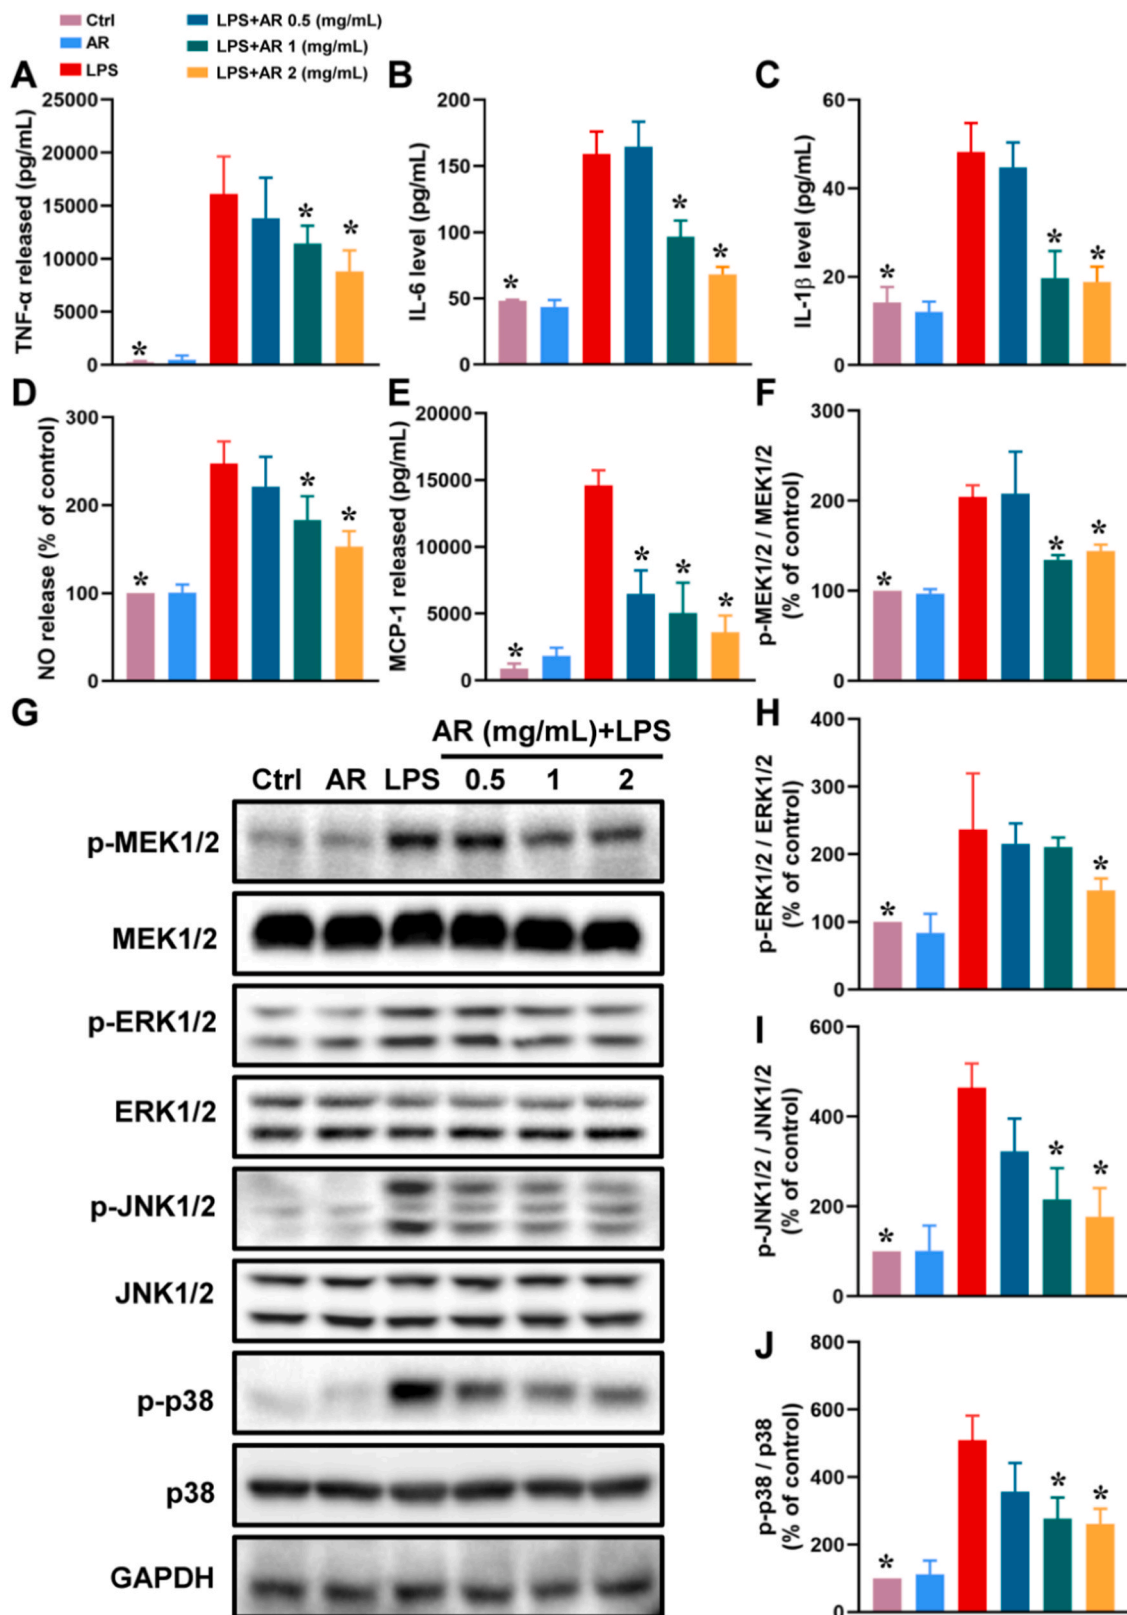 Ctrl
AR
LPS
LPS+AR 0.5 (mg/mL)
LPS+AR 1 (mg/mL)
LPS+AR 2 (mg/mL)
A
TNF-α released (pg/mL)
25000
20000
15000
10000
5000
0
*
*
*
B
IL-6 level (pg/mL)
200
150
100
50
0
*
*
*
C
IL-1β level (pg/mL)
60
40
20
0
*
*
*
D
NO release (% of control)
300
200
100
0
*
*
*
E
MCP-1 released (pg/mL)
20000
15000
10000
5000
0
*
*
*
*
F
p-MEK1/2 / MEK1/2
(% of control)
300
200
100
0
*
*
*
G
AR (mg/mL)+LPS
Ctrl AR LPS 0.5 1 2
p-MEK1/2
MEK1/2
p-ERK1/2
ERK1/2
p-JNK1/2
JNK1/2
p-p38
p38
GAPDH
H
p-ERK1/2 / ERK1/2
(% of control)
400
300
200
100
0
*
*
I
p-JNK1/2 / JNK1/2
(% of control)
600
400
200
0
*
*
*
J
p-p38 / p38
(% of control)
800
600
400
200
0
*
*
*